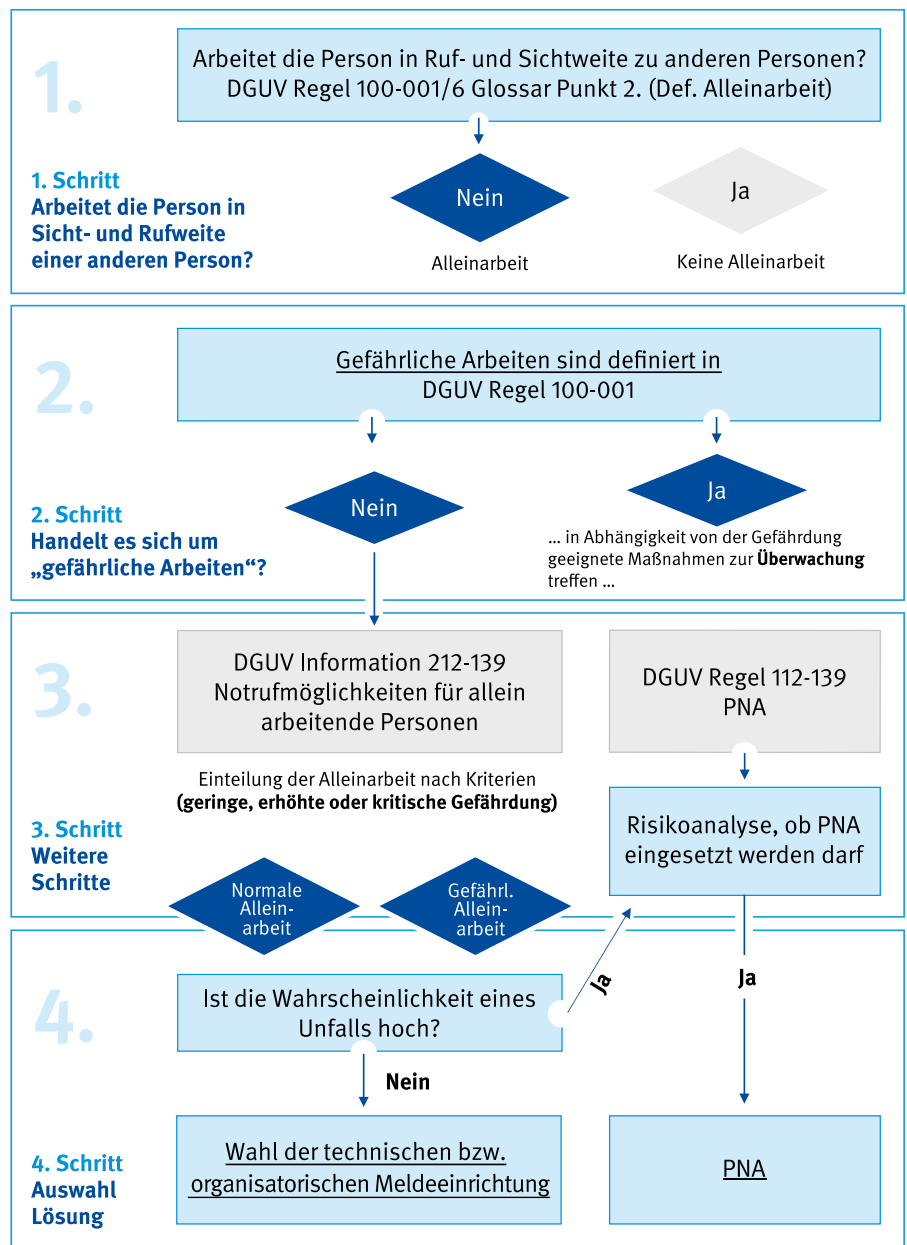 1.
Arbeitet die Person in Ruf- und Sichtweite zu anderen Personen?
DGUV Regel 100-001/6 Glossar Punkt 2. (Def. Alleinarbeit)
1. Schritt
Arbeitet die Person in
Sicht- und Rufweite
einer anderen Person?
Nein
Alleinarbeit
Ja
Keine Alleinarbeit
2.
Gefährliche Arbeiten sind definiert in
DGUV Regel 100-001
2. Schritt
Handelt es sich um
„gefährliche Arbeiten“?
Nein
Ja
... in Abhängigkeit von der Gefährdung
geeignete Maßnahmen zur Überwachung
treffen ...
3.
DGUV Information 212-139
Notrufmöglichkeiten für allein
arbeitende Personen
DGUV Regel 112-139
PNA
Einteilung der Alleinarbeit nach Kriterien
(geringe, erhöhte oder kritische Gefährdung)
3. Schritt
Weitere
Schritte
Risikoanalyse, ob PNA
eingesetzt werden darf
Normale
Allein-
arbeit
Gefährl.
Allein-
arbeit
4.
Ist die Wahrscheinlichkeit eines
Unfalls hoch?
Ja
Ja
Nein
4. Schritt
Auswahl
Lösung
Wahl der technischen bzw.
organisatorischen Meldeeinrichtung
PNA